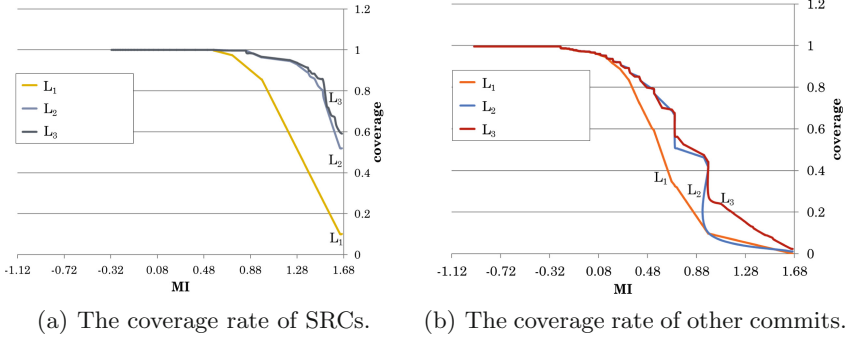 1.2
1
0.8
0.6
0.4
0.2
0
coverage
L1
L2
L3
L3
L2
L1
-1.12 -0.72 -0.32 0.08 0.48 0.88 1.28 1.68
MI
(a) The coverage rate of SRCs.
1.2
1
0.8
0.6
0.4
0.2
0
coverage
L1
L2
L3
L1
L2
L3
-1.12 -0.72 -0.32 0.08 0.48 0.88 1.28 1.68
MI
(b) The coverage rate of other commits.